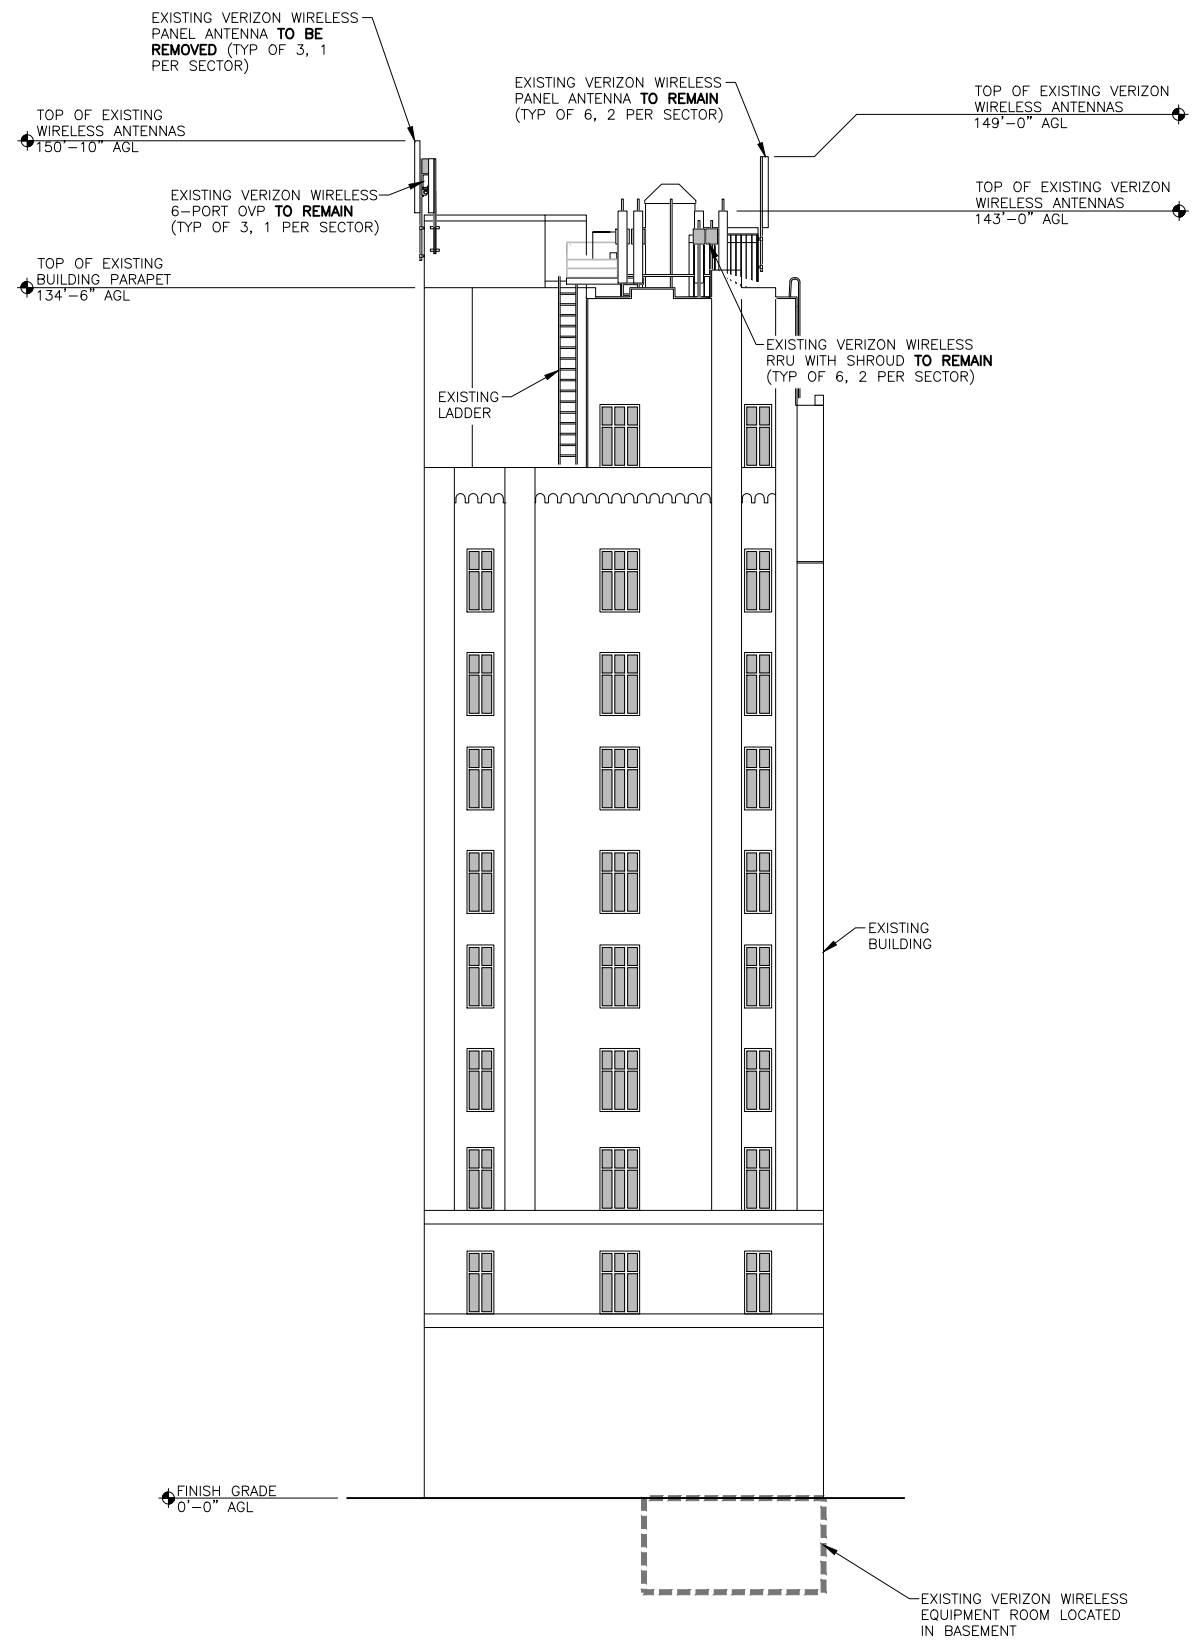 EXISTING VERIZON WIRELESS
PANEL ANTENNA TO BE
REMOVED (TYP OF 3, 1
PER SECTOR)
EXISTING VERIZON WIRELESS
PANEL ANTENNA TO REMAIN
(TYP OF 6, 2 PER SECTOR)
TOP OF EXISTING VERIZON
WIRELESS ANTENNAS
149'-0" AGL
TOP OF EXISTING
WIRELESS ANTENNAS
150'-10" AGL
EXISTING VERIZON WIRELESS
6-PORT OVP TO REMAIN
(TYP OF 3, 1 PER SECTOR)
TOP OF EXISTING VERIZON
WIRELESS ANTENNAS
143'-0" AGL
TOP OF EXISTING
BUILDING PARAPET
134'-6" AGL
EXISTING VERIZON WIRELESS
RRU WITH SHROUD TO REMAIN
(TYP OF 6, 2 PER SECTOR)
EXISTING
LADDER
EXISTING
BUILDING
FINISH GRADE
0'-0" AGL
EXISTING VERIZON WIRELESS
EQUIPMENT ROOM LOCATED
IN BASEMENT